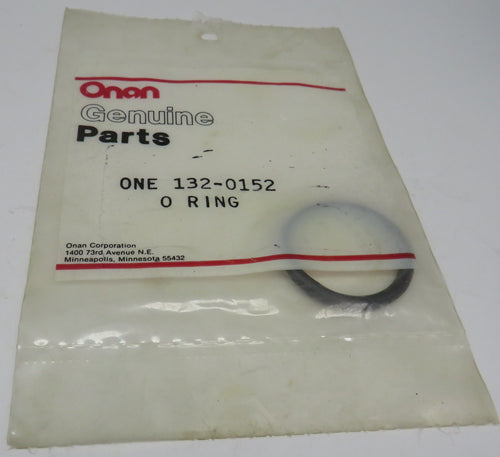 Onan
Genuine
Parts
ONE 132-0152
O RING
Onan Corporation
1400 73rd Avenue N.E.
Minneapolis, Minnesota 55432